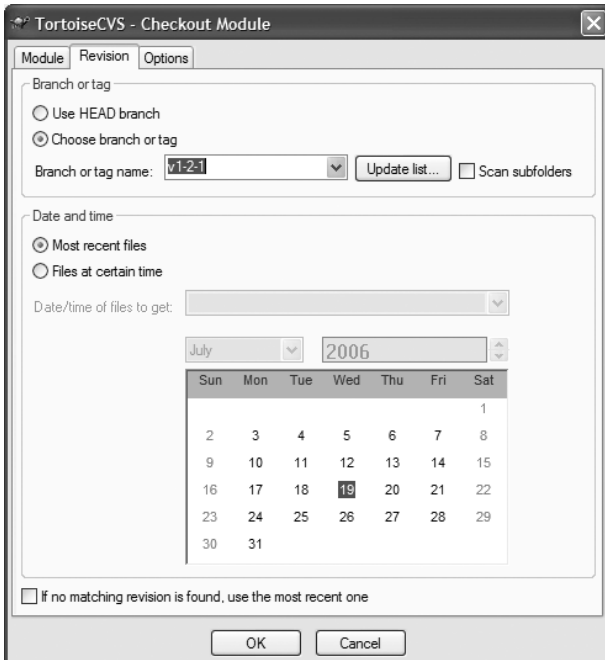 TortoiseCVS - Checkout Module
Module Revision Options
Branch or tag
Use HEAD branch
Choose branch or tag
Branch or tag name: v1-2-1 Update list... Scan subfolders
Date and time
Most recent files
Files at certain time
Date/time of files to get:
July 2006
Sun Mon Tue Wed Thu Fri Sat
1
2 3 4 5 6 7 8
9 10 11 12 13 14 15
16 17 18 19 20 21 22
23 24 25 26 27 28 29
30 31
If no matching revision is found, use the most recent one
OK Cancel